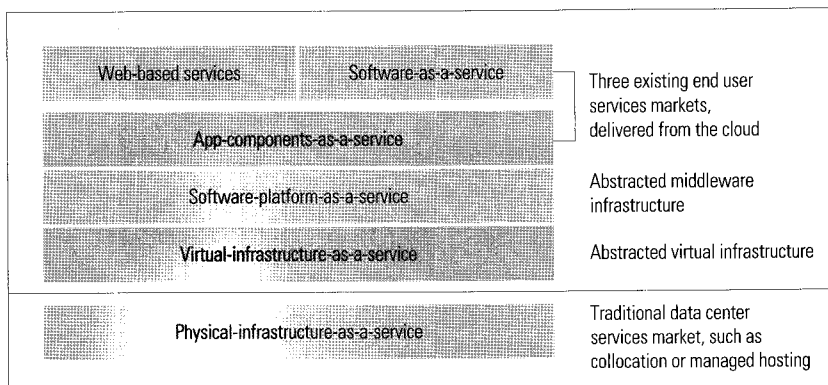 Web-based services
Software-as-a-service
Three existing end user
services markets,
delivered from the cloud
App-components-as-a-service
Software-platform-as-a-service
Abstracted middleware
infrastructure
Virtual-infrastructure-as-a-service
Abstracted virtual infrastructure
Physical-infrastructure-as-a-service
Traditional data center
services market, such as
collocation or managed hosting